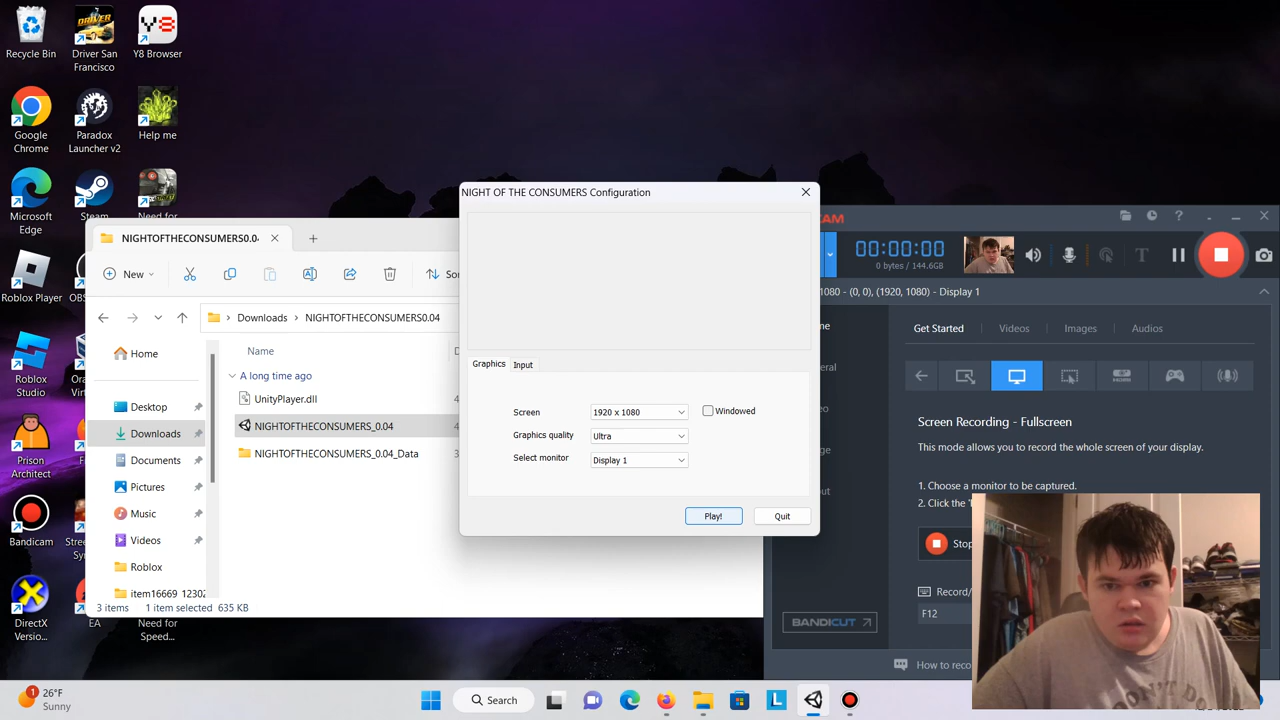 Recycle Bin
Driver San Francisco
Y8
Y8 Browser
Google Chrome
Paradox Launcher v2
Help me
Microsoft Edge
Steam
Need for
Roblox Player
OBS
Roblox Studio
Prison Architect
Bandicam
DirectX Versio...
EA
Need for Speed...
NIGHTOFTHECONSUMERS0.0
New
Downloads
NIGHTOFTHECONSUMERS0.04
Home
Name
A long time ago
Desktop
UnityPlayer.dll
Downloads
NIGHTOFTHECONSUMERS_0.04
Documents
NIGHTOFTHECONSUMERS_0.04_Data
Pictures
Music
Videos
Roblox
3 items
1 item selected 635 KB
NIGHT OF THE CONSUMERS Configuration
Graphics
Input
Screen
1920 x 1080
Windowed
Graphics quality
Ultra
Select monitor
Display 1
Play!
Quit
00:00:00
0 bytes / 144.6GB
1080 - (0, 0), (1920, 1080) - Display 1
Get Started
Videos
Images
Audios
HDMI
Screen Recording - Fullscreen
This mode allows you to record the whole screen of your display.
1. Choose a monitor to be captured.
2. Click the
Record/
F12
BANDICUT
26°F
Sunny
1
Search